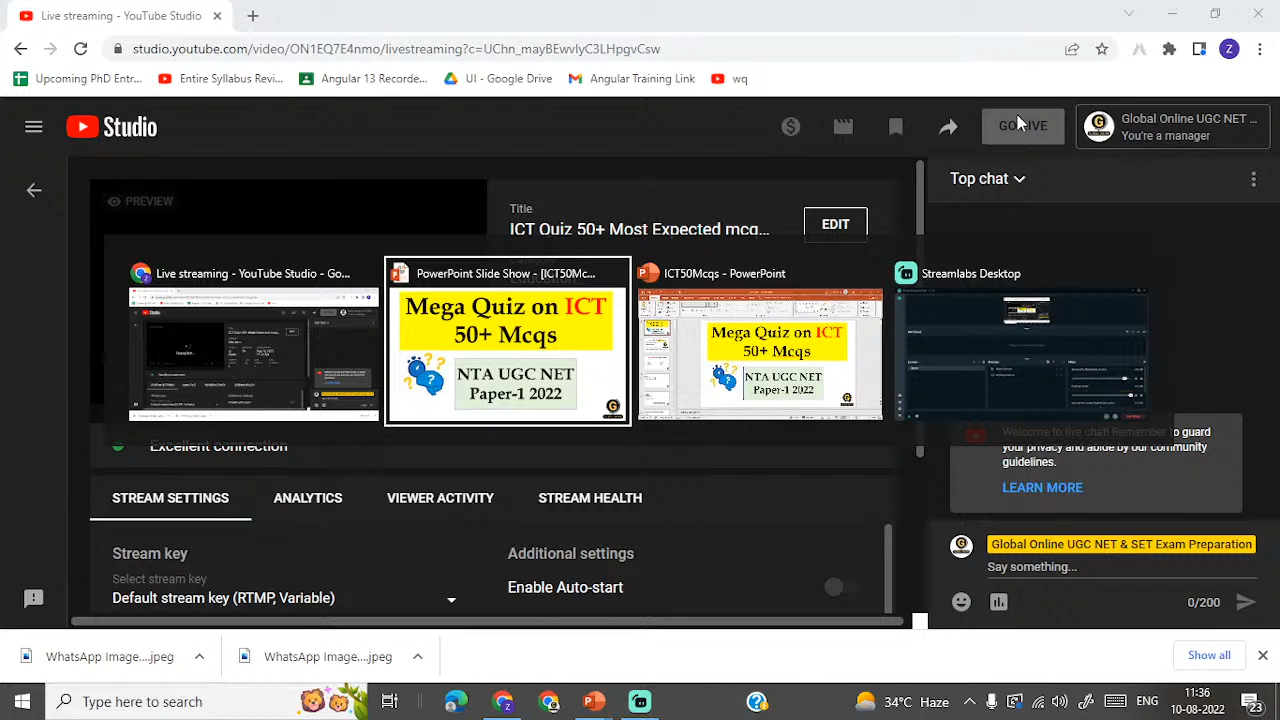 Live streaming - YouTube Studio
studio.youtube.com/video/ON1EQ7E4nmo/livestreaming?c=UChn_mayBEwvlyC3LHpgvCsw
Z
Upcoming PhD Entr...
Entire Syllabus Revi...
Angular 13 Recorde...
UI - Google Drive
Angular Training Link
wq
Studio
GO LIVE
Global Online UGC NET ...
You're a manager
PREVIEW
Title
ICT Quiz 50+ Most Expected mcq...
EDIT
Top chat
Live streaming - YouTube Studio - Go...
PowerPoint Slide Show - [ICT50Mc...
ICT50Mcqs - PowerPoint
Streamlabs Desktop
Mega Quiz on ICT
50+ Mcqs
NTA UGC NET
Paper-1 2022
Mega Quiz on ICT
50+ Mcqs
NTA UGC NET
Paper-1 2022
Excellent connection
Welcome to live chat! Remember to guard
your privacy and abide by our community
guidelines.
LEARN MORE
STREAM SETTINGS
ANALYTICS
VIEWER ACTIVITY
STREAM HEALTH
Stream key
Select stream key
Default stream key (RTMP, Variable)
Additional settings
Enable Auto-start
Global Online UGC NET & SET Exam Preparation
Say something...
0/200
WhatsApp Image....jpeg
WhatsApp Image....jpeg
Show all
Type here to search
34°C Haze
ENG
11:36
10-08-2022
23